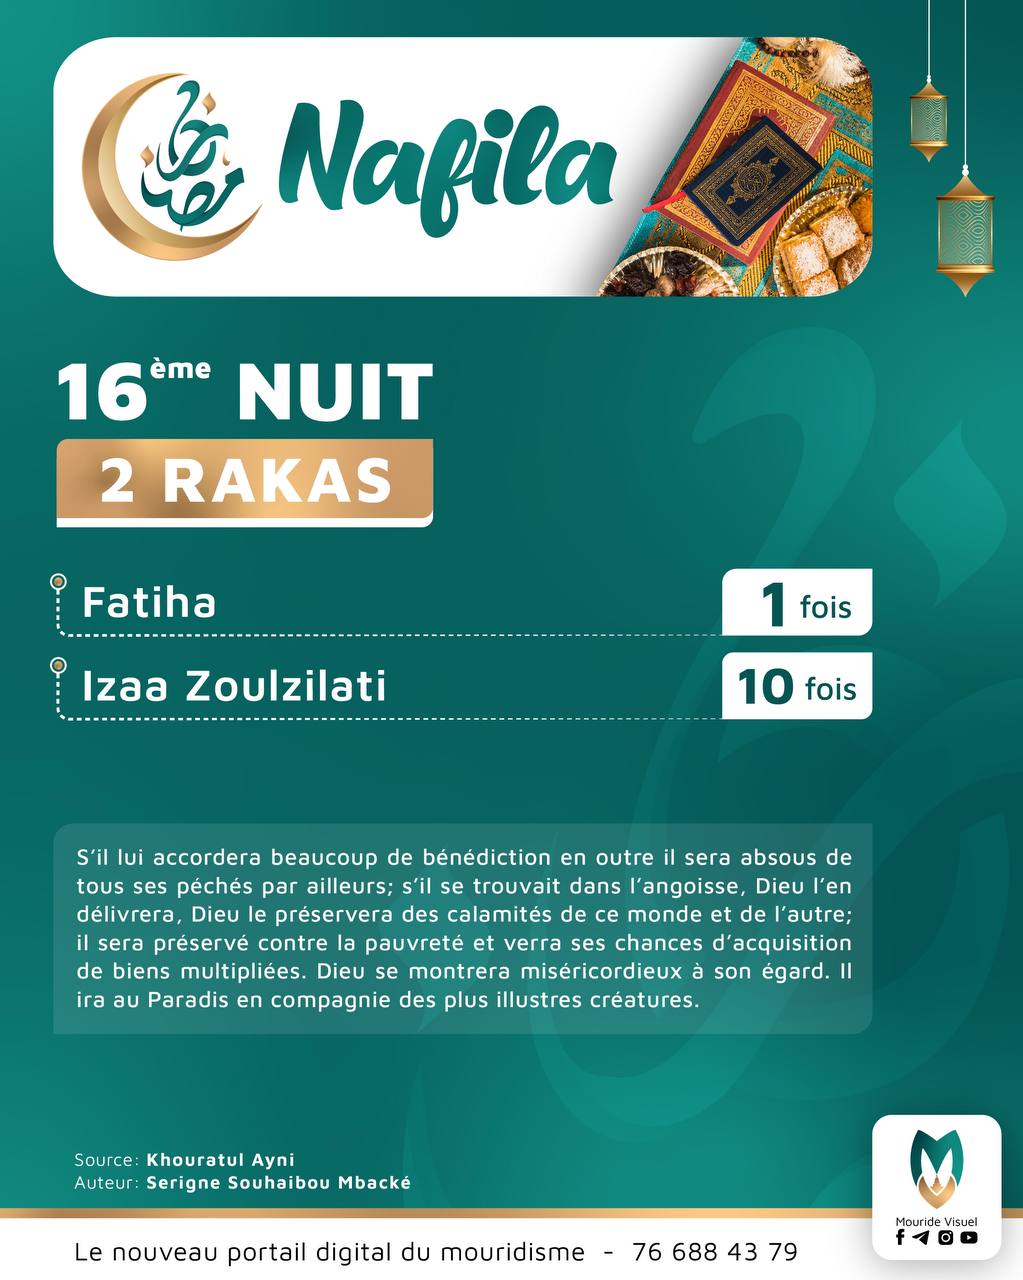 رمضان
Nafila
16ème NUIT
2 RAKAS
Fatiha
1 fois
Izaa Zoulzilati
10 fois
S’il lui accordera beaucoup de bénédiction en outre il sera absous de
tous ses péchés par ailleurs; s’il se trouvait dans l’angoisse, Dieu l’en
délivrera, Dieu le préservera des calamités de ce monde et de l’autre;
il sera préservé contre la pauvreté et verra ses chances d’acquisition
de biens multipliées. Dieu se montrera miséricordieux à son égard. Il
ira au Paradis en compagnie des plus illustres créatures.
Source: Khouratul Ayni
Auteur: Serigne Souhaibou Mbacké
Mouride Visuel
Le nouveau portail digital du mouridisme - 76 688 43 79